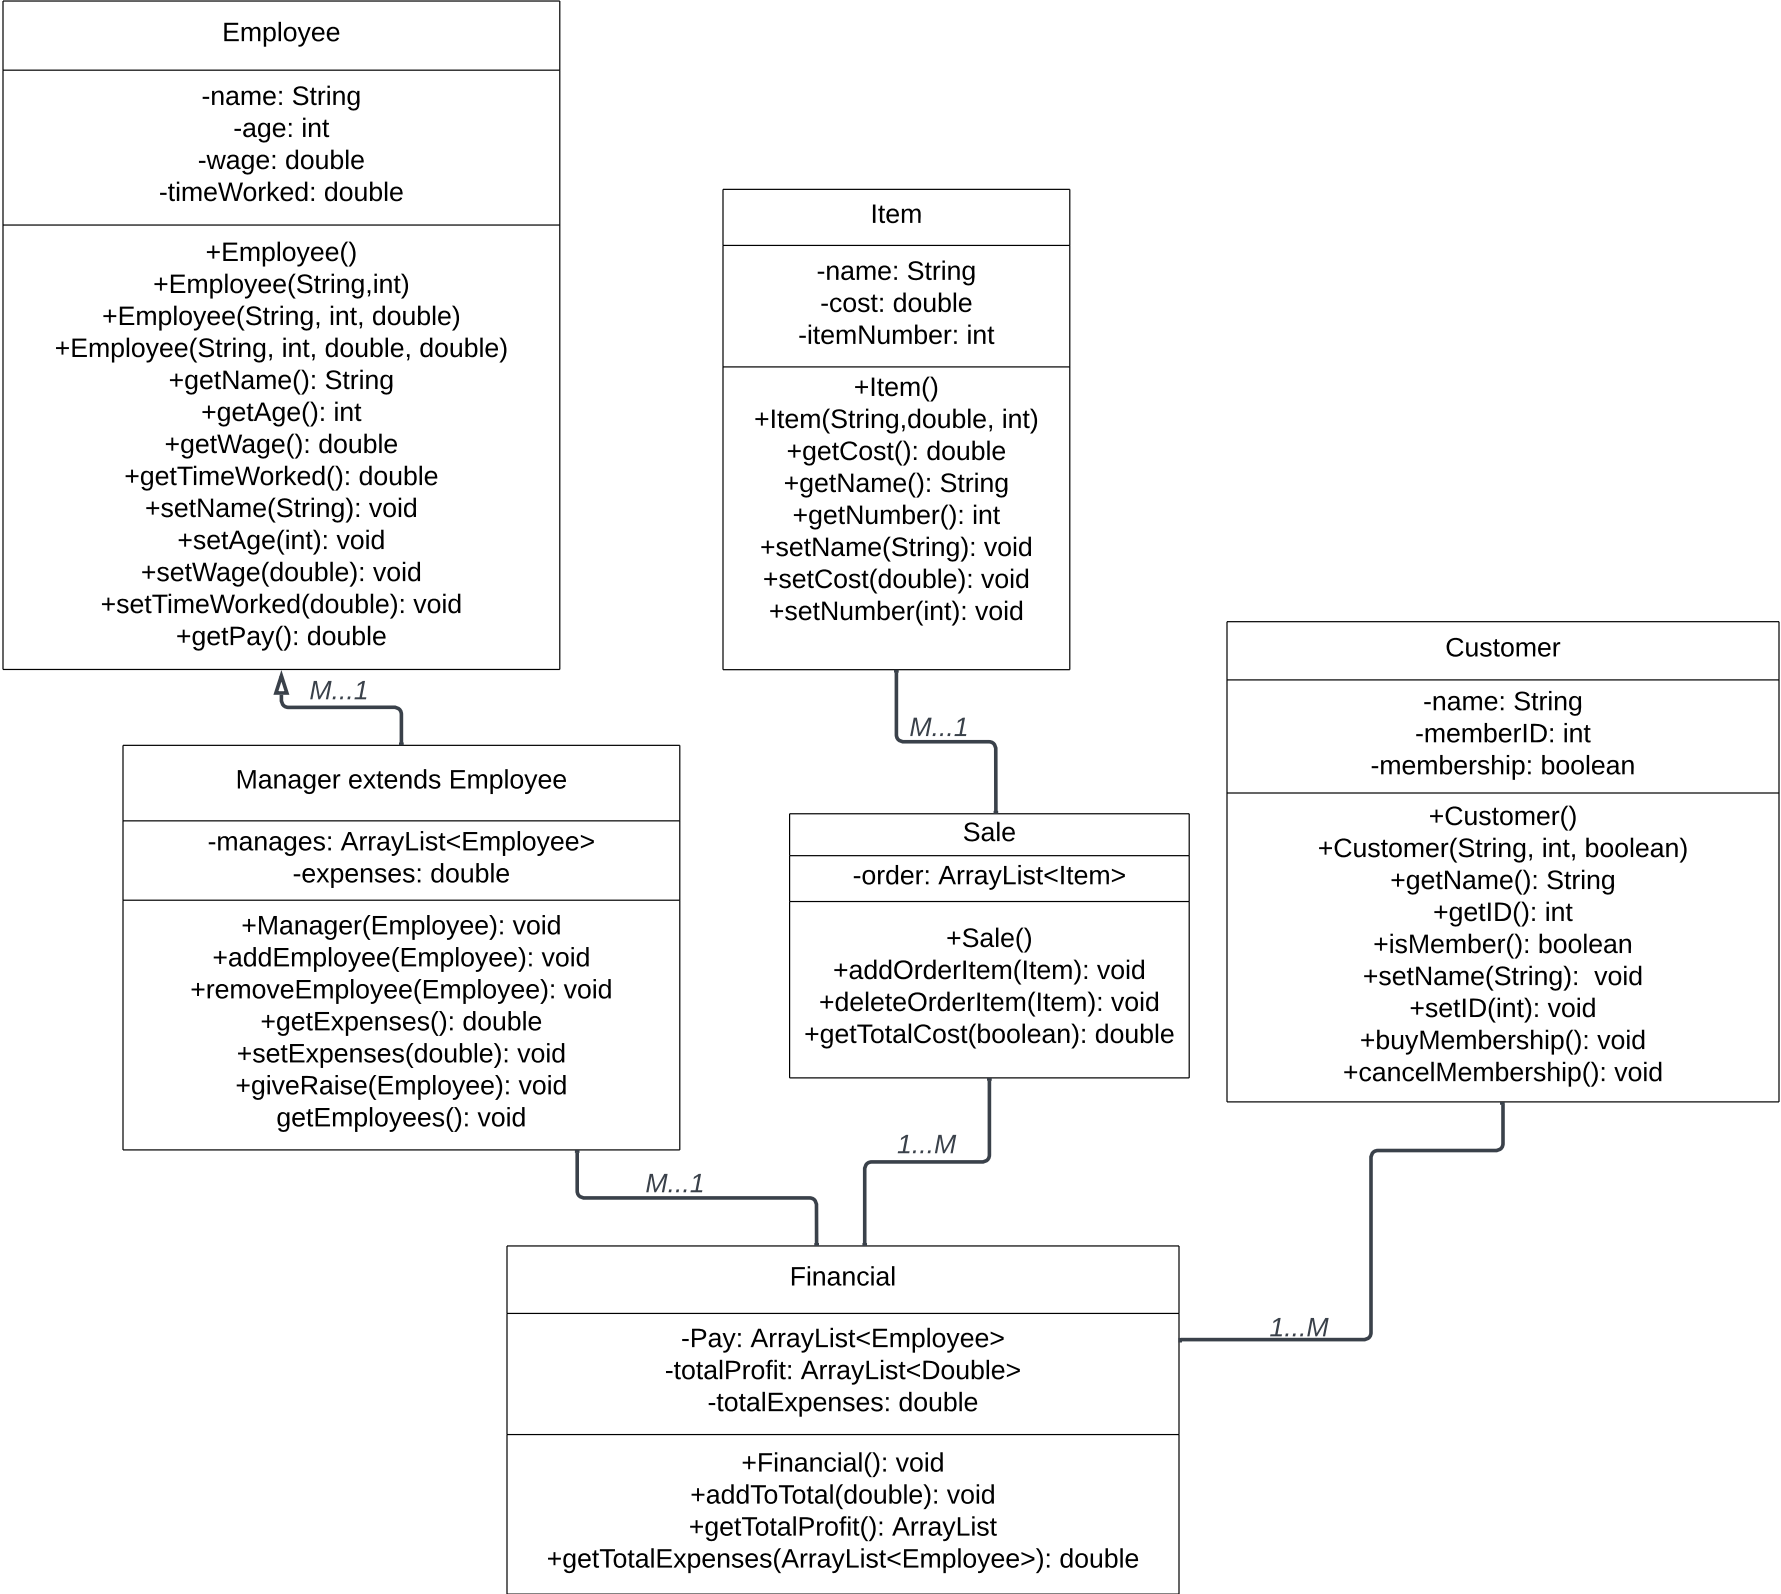 Employee
-name: String
-age: int
-wage: double
-timeWorked: double
+Employee()
+Employee(String,int)
+Employee(String, int, double)
+Employee(String, int, double, double)
+getName(): String
+getAge(): int
+getWage(): double
+getTimeWorked(): double
+setName(String): void
+setAge(int): void
+setWage(double): void
+setTimeWorked(double): void
+getPay(): double
M...1
Manager extends Employee
-manages: ArrayList<Employee>
-expenses: double
+Manager(Employee): void
+addEmployee(Employee): void
+removeEmployee(Employee): void
+getExpenses(): double
+setExpenses(double): void
+giveRaise(Employee): void
getEmployees(): void
M...1
Item
-name: String
-cost: double
-itemNumber: int
+Item()
+Item(String,double, int)
+getCost(): double
+getName(): String
+getNumber(): int
+setName(String): void
+setCost(double): void
+setNumber(int): void
M...1
Sale
-order: ArrayList<Item>
+Sale()
+addOrderItem(Item): void
+deleteOrderItem(Item): void
+getTotalCost(boolean): double
1...M
Customer
-name: String
-memberID: int
-membership: boolean
+Customer()
+Customer(String, int, boolean)
+getName(): String
+getID(): int
+isMember(): boolean
+setName(String):  void
+setID(int): void
+buyMembership(): void
+cancelMembership(): void
1...M
Financial
-Pay: ArrayList<Employee>
-totalProfit: ArrayList<Double>
-totalExpenses: double
+Financial(): void
+addToTotal(double): void
+getTotalProfit(): ArrayList
+getTotalExpenses(ArrayList<Employee>): double